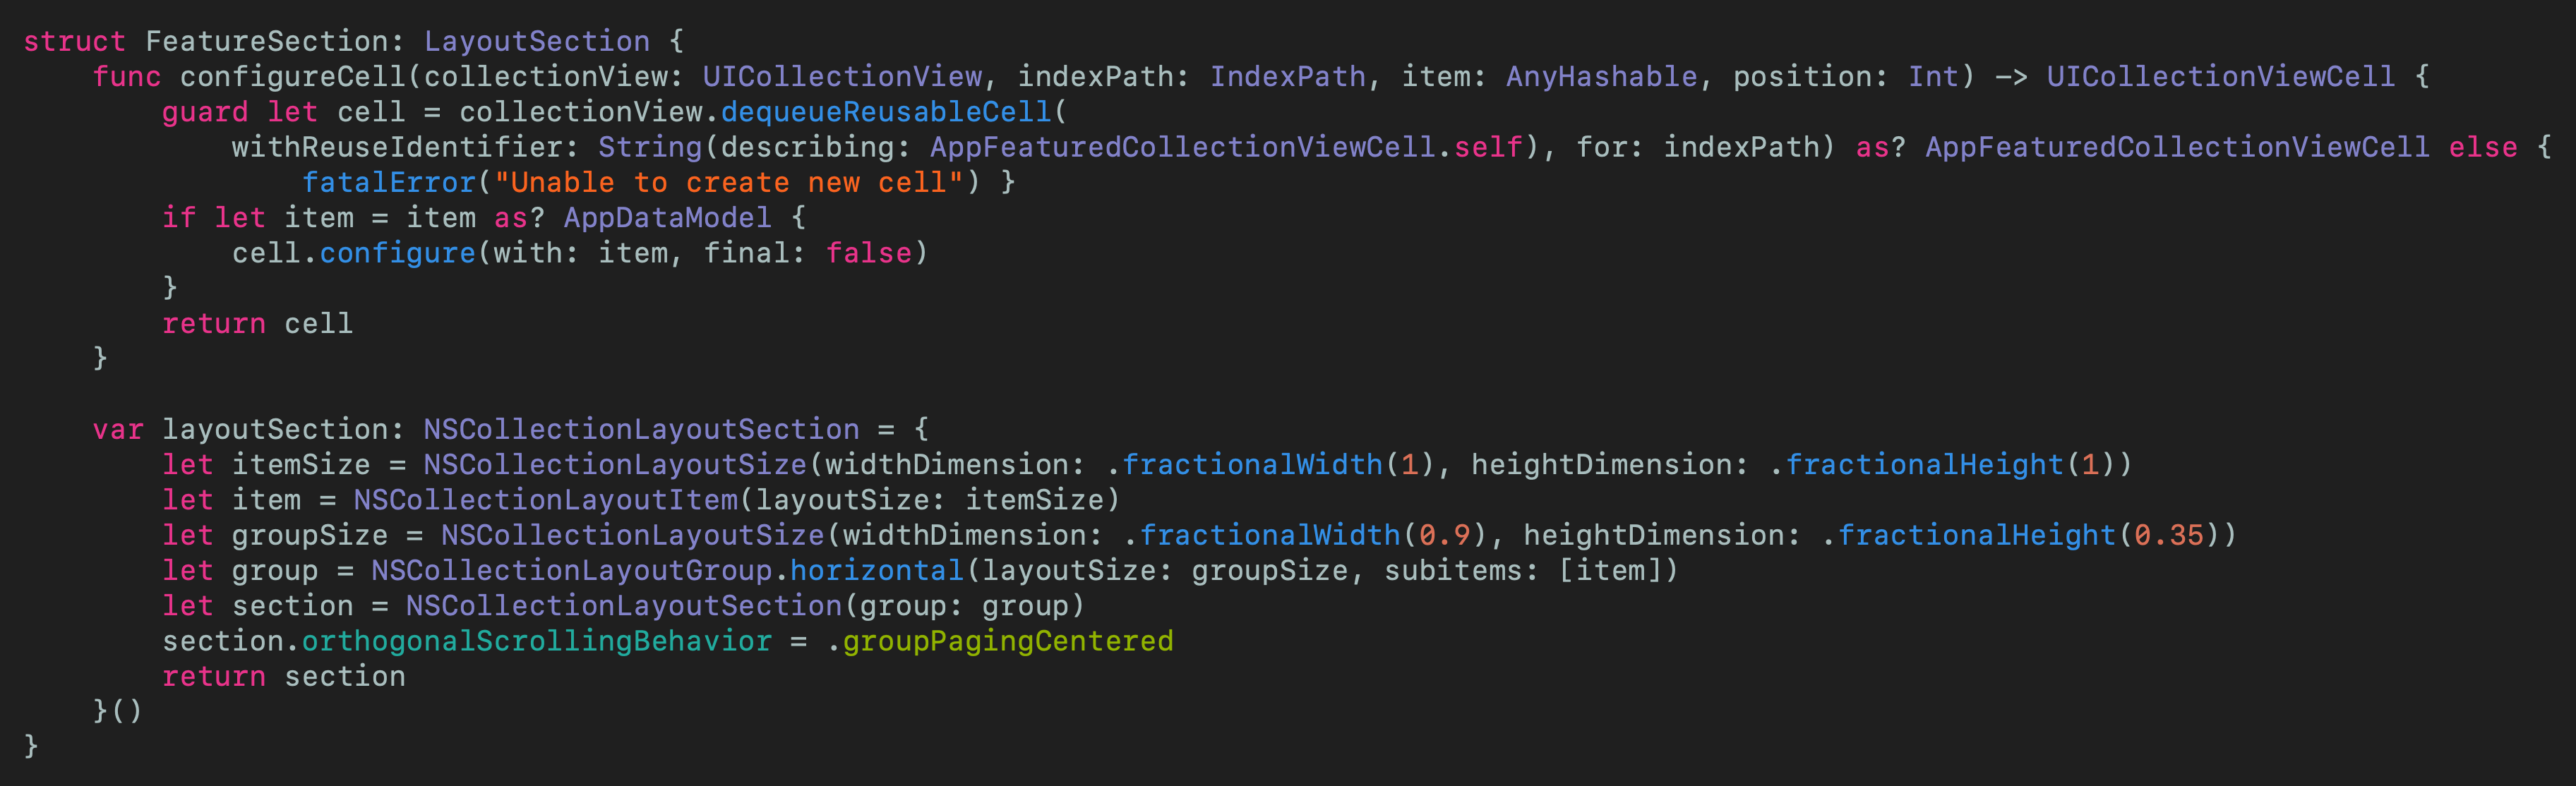 struct FeatureSection: LayoutSection {
    func configureCell(collectionView: UICollectionView, indexPath: IndexPath, item: AnyHashable, position: Int) -> UICollectionViewCell {
        guard let cell = collectionView.dequeueReusableCell(
            withReuseIdentifier: String(describing: AppFeaturedCollectionViewCell.self), for: indexPath) as? AppFeaturedCollectionViewCell else {
                fatalError("Unable to create new cell") }
        if let item = item as? AppDataModel {
            cell.configure(with: item, final: false)
        }
        return cell
    }

    var layoutSection: NSCollectionLayoutSection = {
        let itemSize = NSCollectionLayoutSize(widthDimension: .fractionalWidth(1), heightDimension: .fractionalHeight(1))
        let item = NSCollectionLayoutItem(layoutSize: itemSize)
        let groupSize = NSCollectionLayoutSize(widthDimension: .fractionalWidth(0.9), heightDimension: .fractionalHeight(0.35))
        let group = NSCollectionLayoutGroup.horizontal(layoutSize: groupSize, subitems: [item])
        let section = NSCollectionLayoutSection(group: group)
        section.orthogonalScrollingBehavior = .groupPagingCentered
        return section
    }()
}